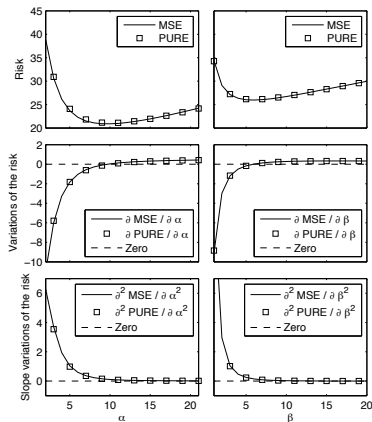 45
40
35
30
25
20
Risk
MSE
PURE
MSE
PURE
2
0
−2
−4
−6
−8
−10
Variations of the risk
∂ MSE / ∂ α
∂ PURE / ∂ α
Zero
∂ MSE / ∂ β
∂ PURE / ∂ β
Zero
6
4
2
0
Slope variations of the risk
∂² MSE / ∂ α²
∂² PURE / ∂ α²
Zero
∂² MSE / ∂ β²
∂² PURE / ∂ β²
Zero
5 10 15 20
α
5 10 15 20
β